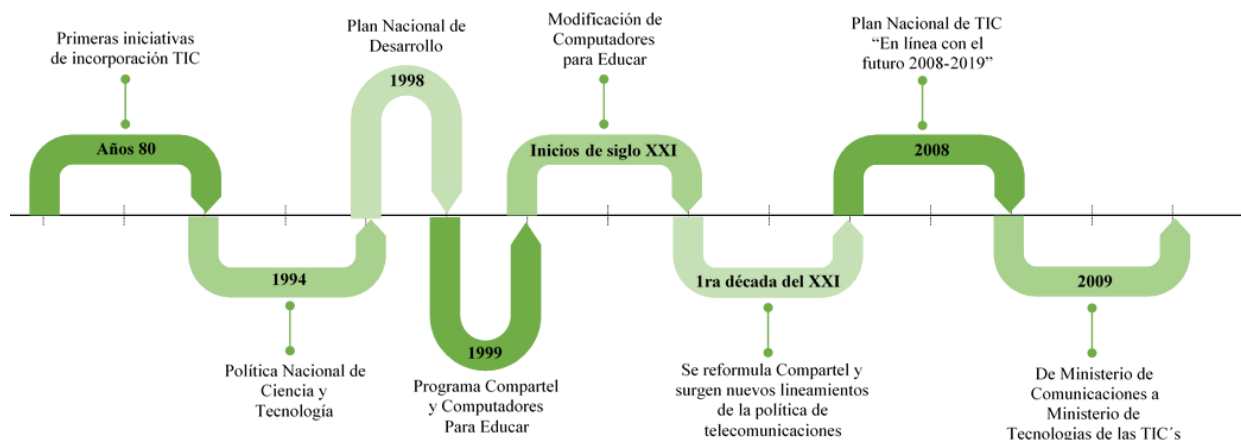 Primeras iniciativas
de incorporación TIC
Años 80
1994
Política Nacional de
Ciencia y
Tecnología
Plan Nacional de
Desarrollo
1998
1999
Programa Compartel
y Computadores
Para Educar
Modificación de
Computadores
para Educar
Inicios de siglo XXI
1ra década del XXI
Se reformula Compartel y
surgen nuevos lineamientos
de la política de
telecomunicaciones
Plan Nacional de TIC
“En línea con el
futuro 2008-2019”
2008
2009
De Ministerio de
Comunicaciones a
Ministerio de
Tecnologias de las TIC´s